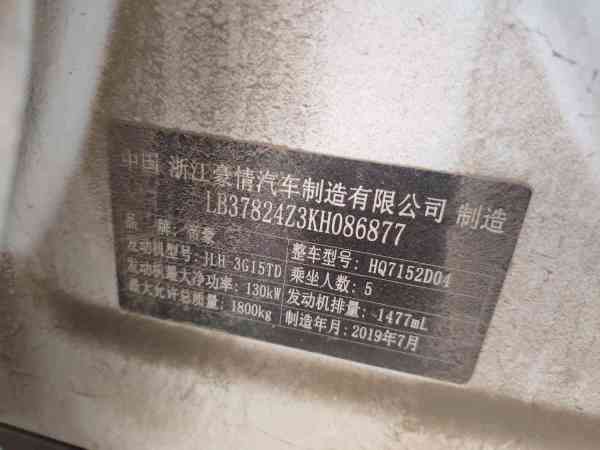 中国 浙江豪情汽车制造有限公司 制造
LB37824Z3KH086877
品 牌:帝豪 整车型号: HQ7152D04
发动机型号:JLH-3G15TD 乘坐人数: 5
发动机最大净功率: 130kW 发动机排量: 1477mL
最大允许总质量: 1800kg 制造年月: 2019年7月